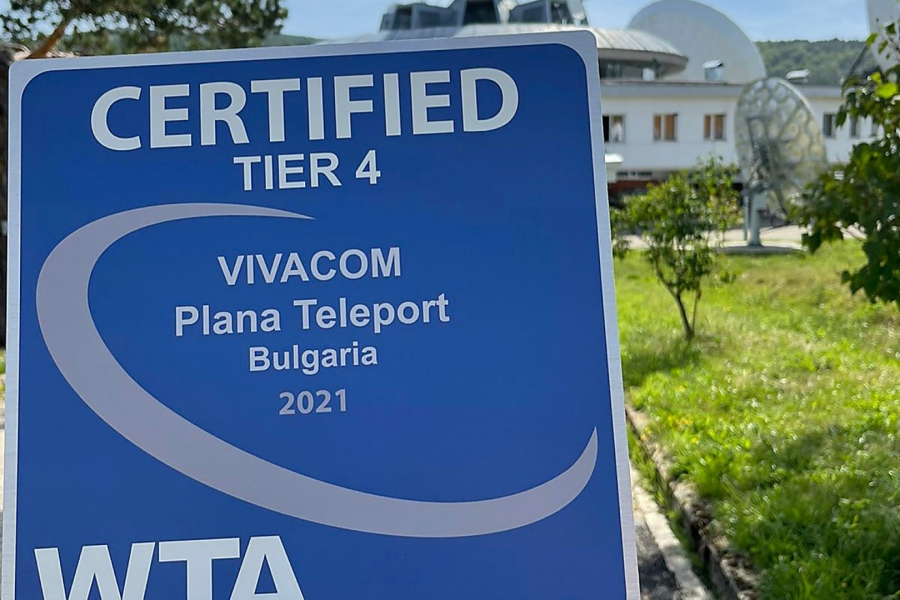 CERTIFIED
TIER 4
VIVACOM
Plana Teleport
Bulgaria
2021
WTA